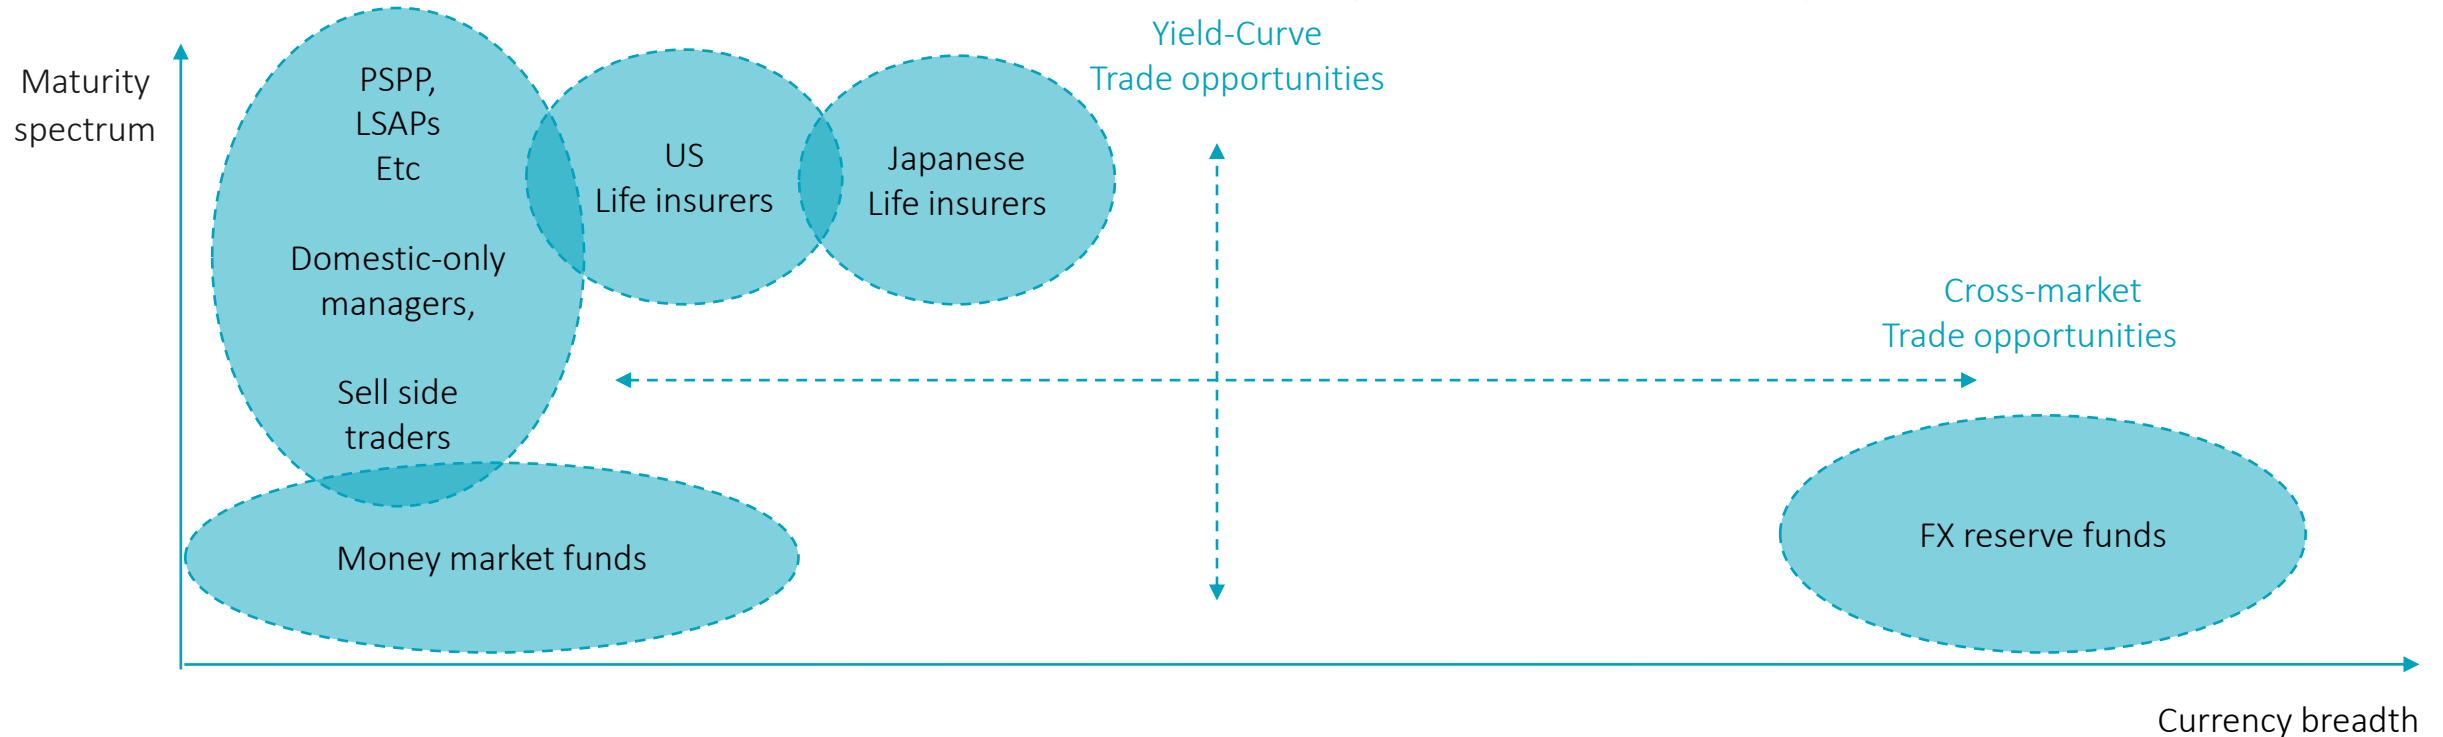 Maturity
spectrum
PSPP,
LSAPs
Etc
Domestic-only
managers,
Sell side
traders
US
Life insurers
Japanese
Life insurers
Yield-Curve
Trade opportunities
Cross-market
Trade opportunities
Money market funds
FX reserve funds
Currency breadth